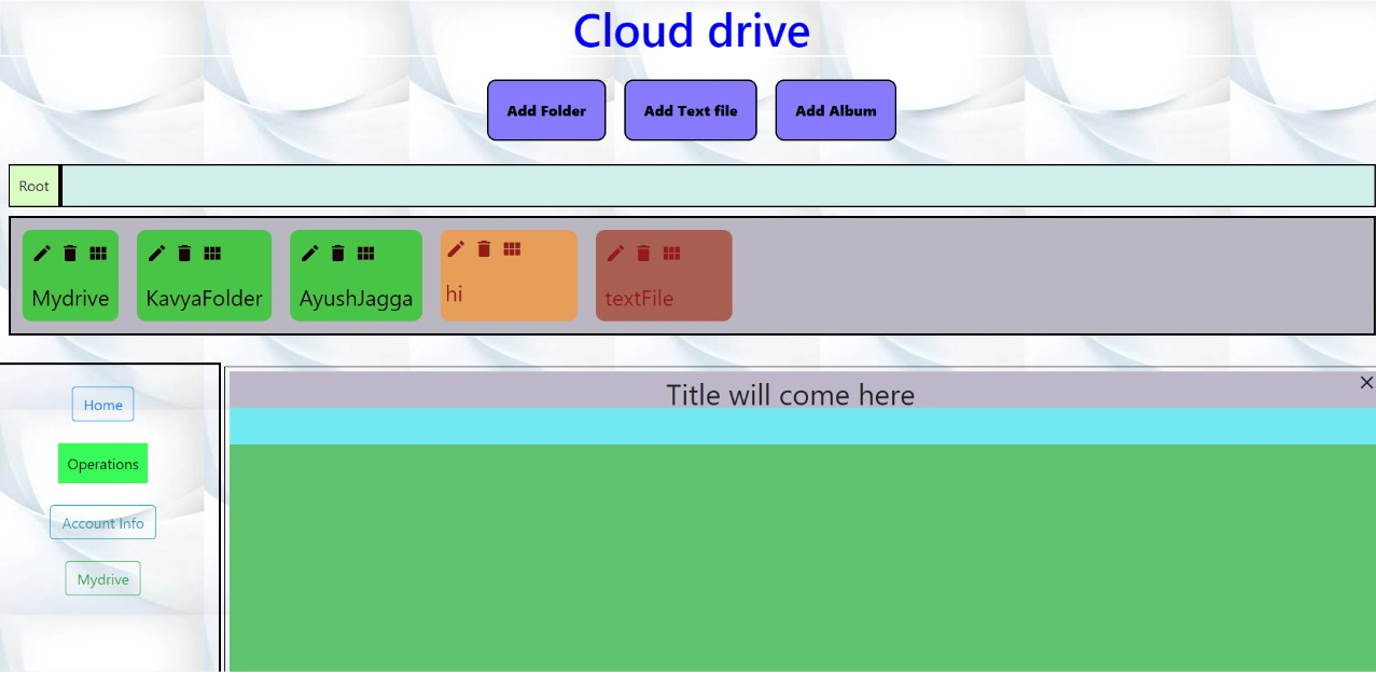 Cloud drive
Add Folder Add Text file Add Album
Root
Mydrive KavyaFolder AyushJagga hi textFile
Title will come here
Home
Operations
Account Info
Mydrive